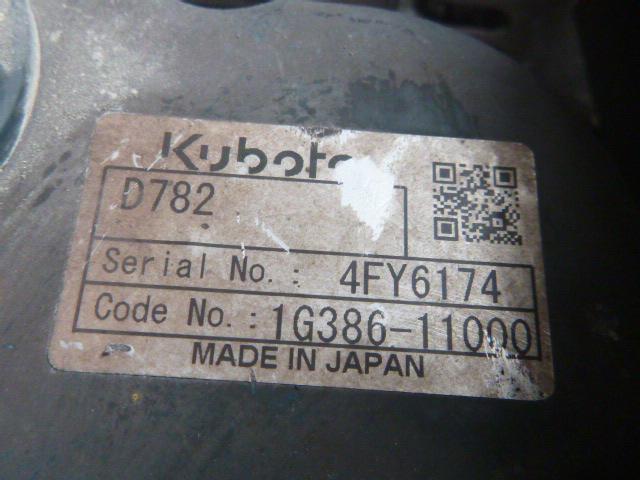 Kubota
D782
Serial No.: 4FY6174
Code No.: 1G386-11000
MADE IN JAPAN